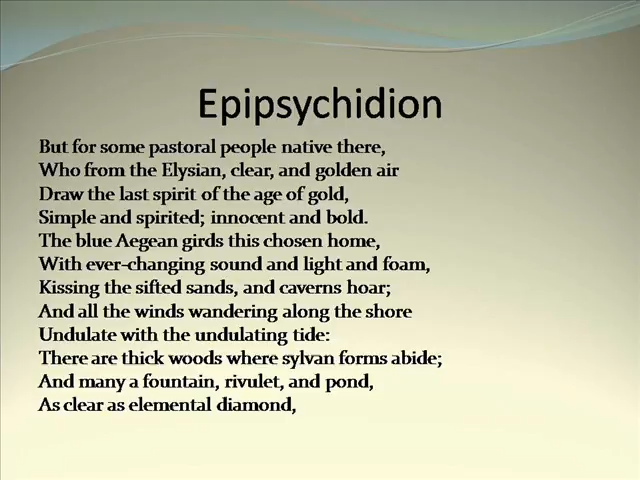 Epipsychidion
But for some pastoral people native there,
Who from the Elysian, clear, and golden air
Draw the last spirit of the age of gold,
Simple and spirited; innocent and bold.
The blue Aegean girds this chosen home,
With ever-changing sound and light and foam,
Kissing the sifted sands, and caverns hoar;
And all the winds wandering along the shore
Undulate with the undulating tide:
There are thick woods where sylvan forms abide;
And many a fountain, rivulet, and pond,
As clear as elemental diamond,